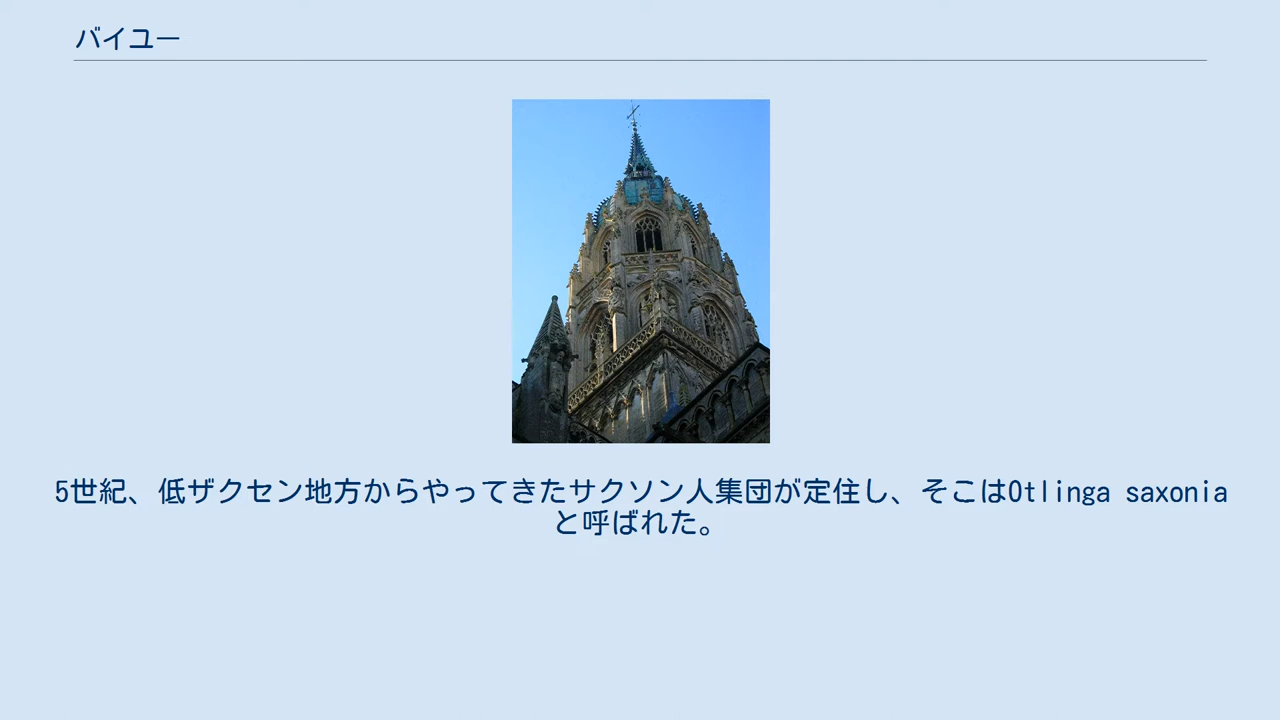 バイユー
5世紀、低ザクセン地方からやってきたサクソン人集団が定住し、そこはOtlinga saxonia
と呼ばれた。